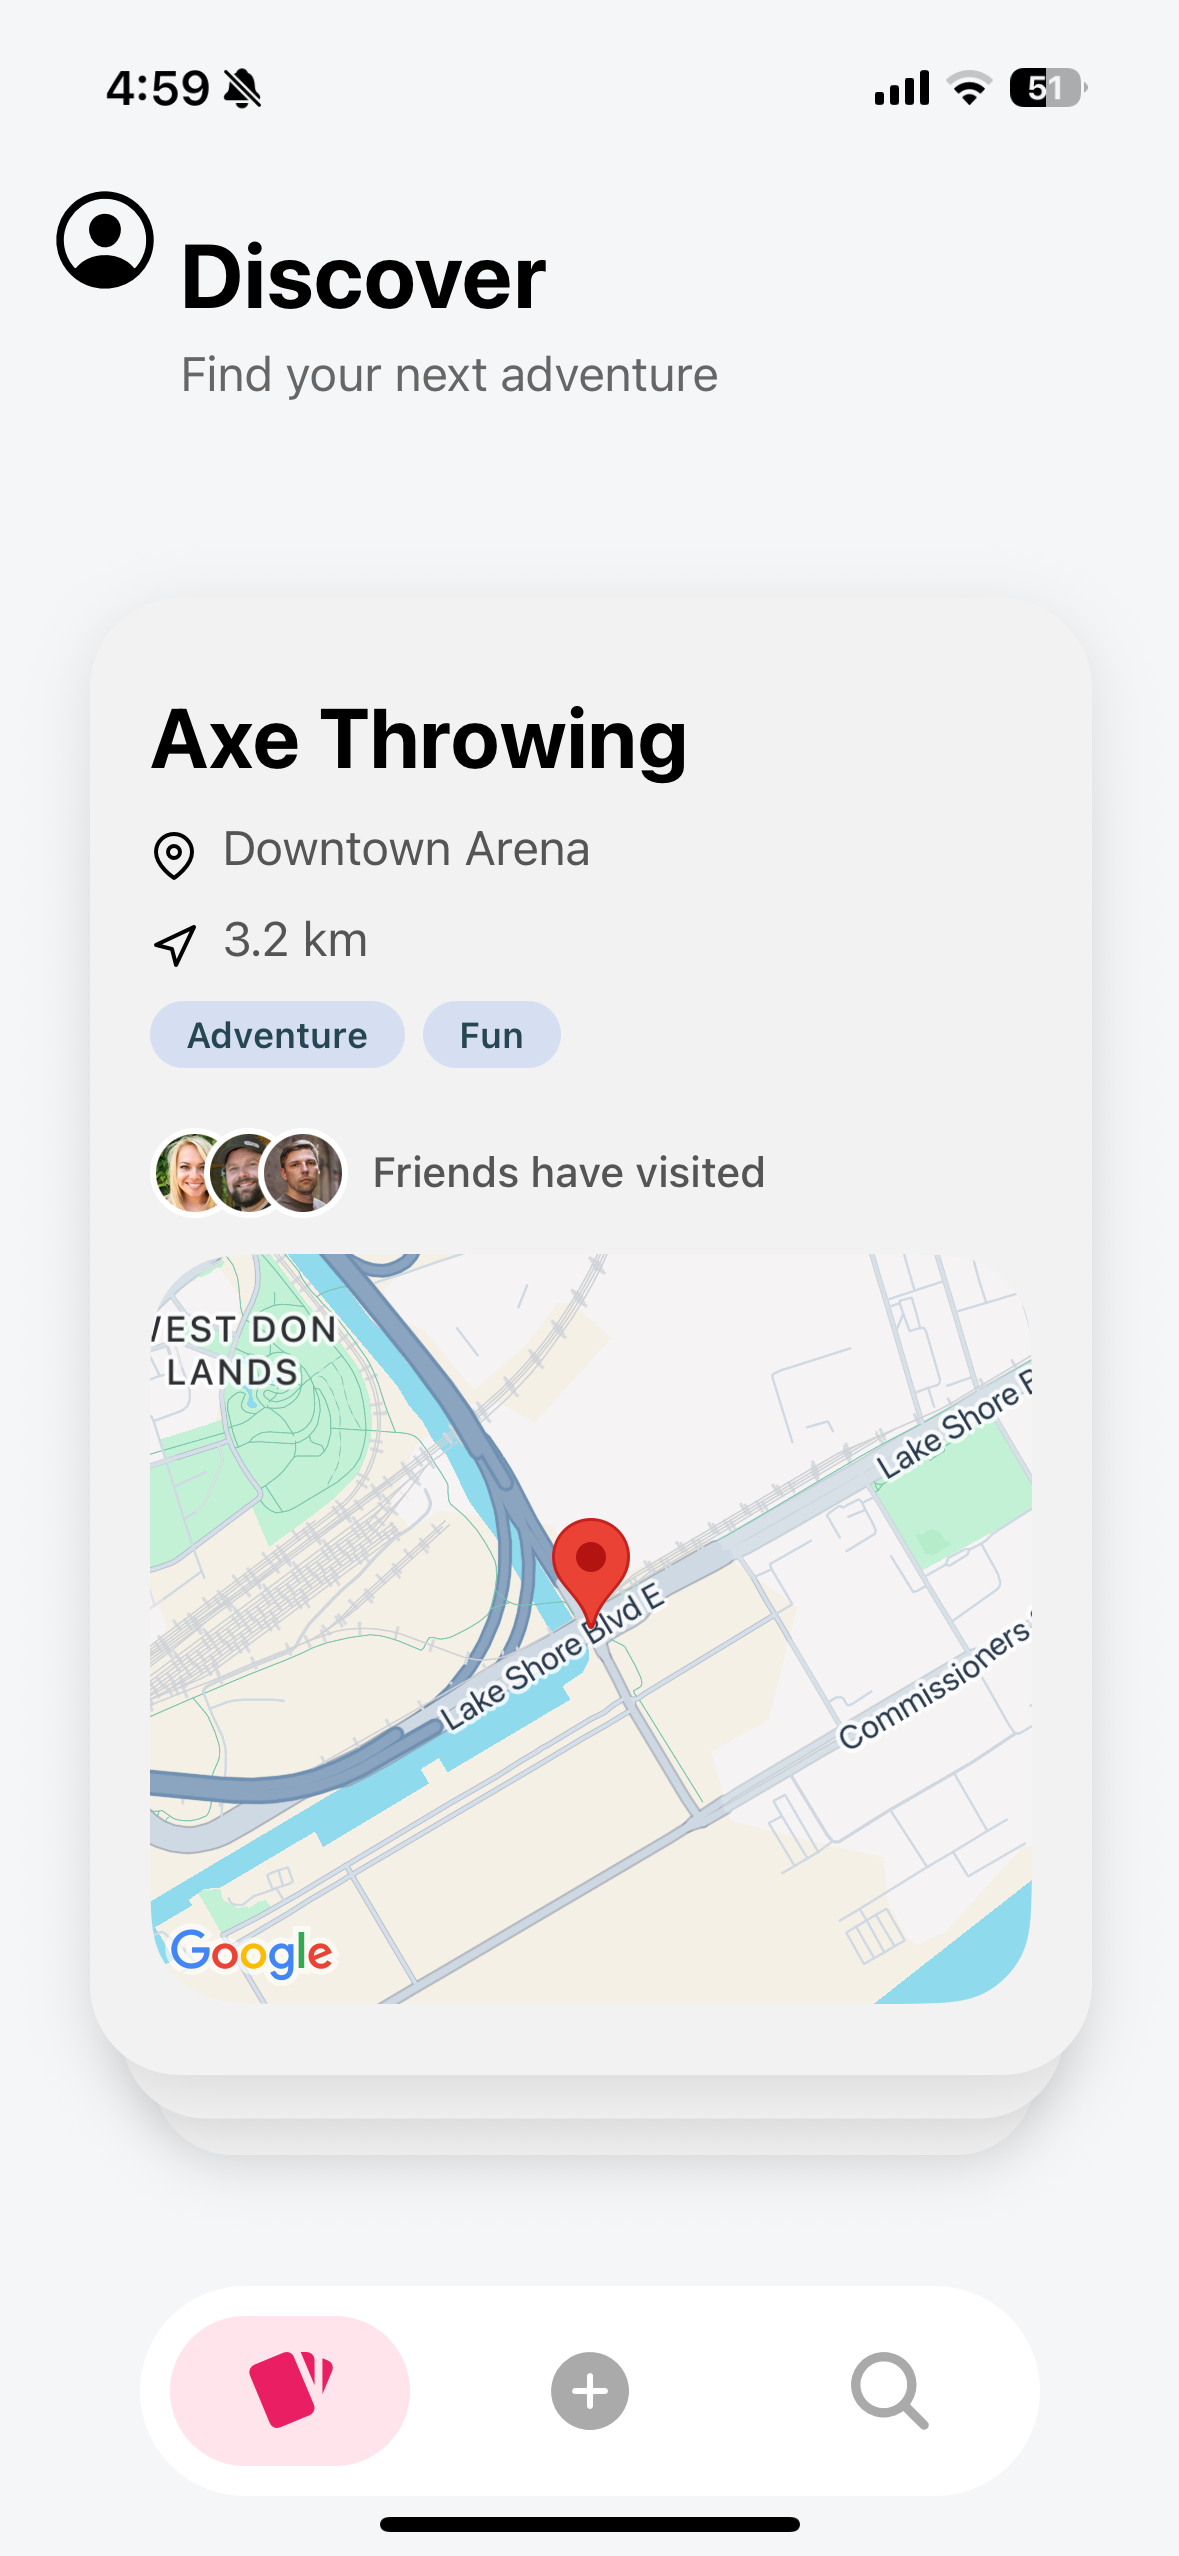 4:59
51
Discover
Find your next adventure
Axe Throwing
Downtown Arena
3.2 km
Adventure
Fun
Friends have visited
WEST DON
LANDS
Lake Shore
Lake Shore Blvd E
Commissioners
Google